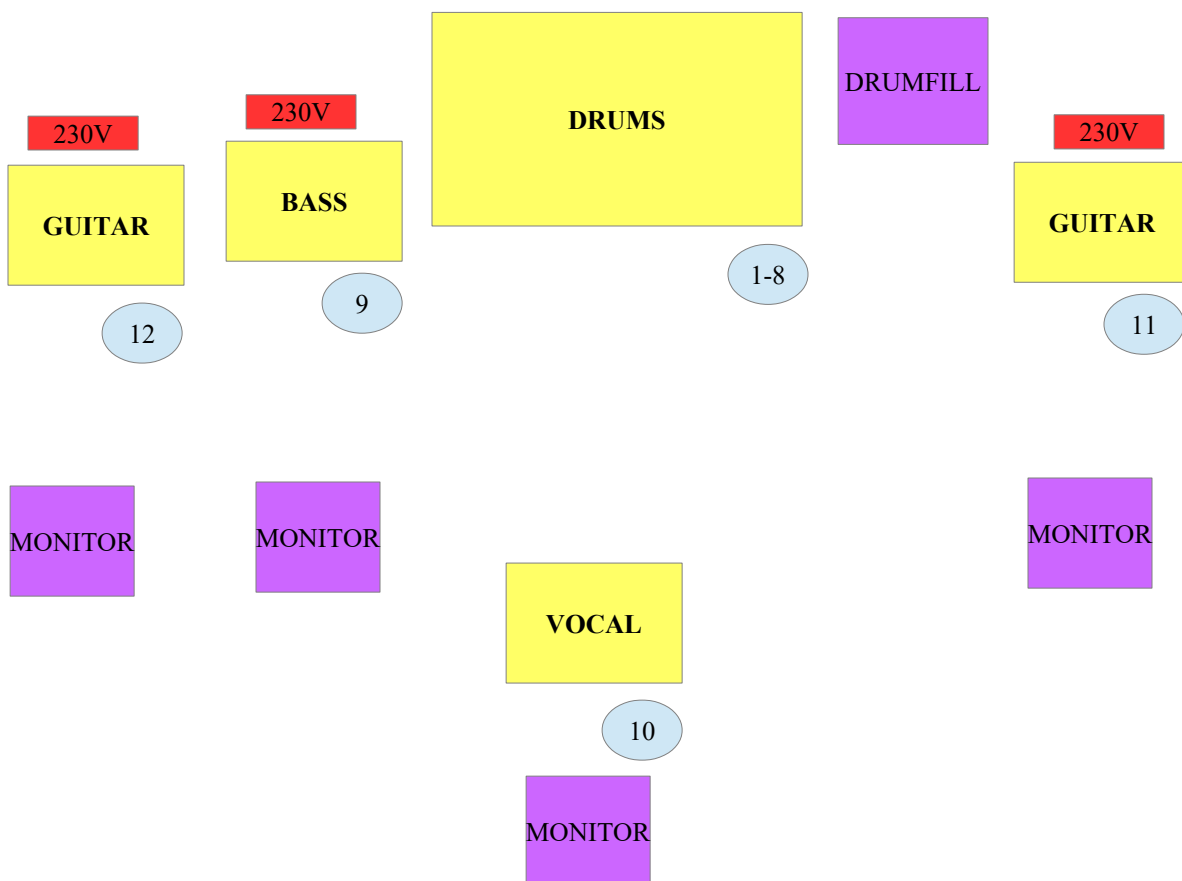 DRUMFILL
230V
230V
DRUMS
230V
GUITAR
BASS
GUITAR
12
9
1-8
11
MONITOR
MONITOR
MONITOR
VOCAL
10
MONITOR